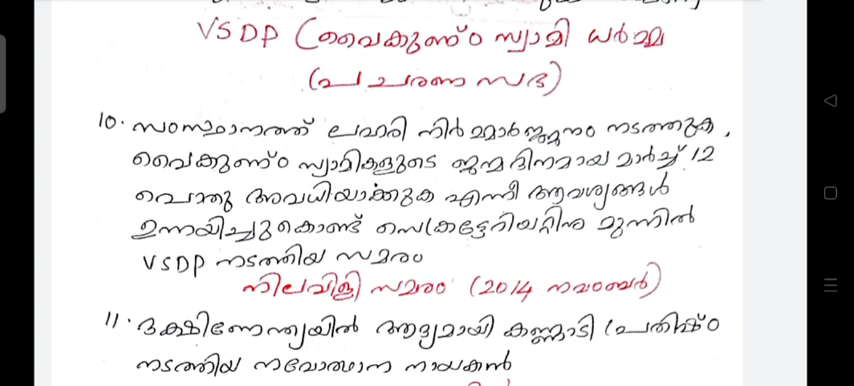 VSDP (വൈകുണ്ഠ സ്വാമി ധർമ്മ
പ്രചരണ സഭ)
10. സംസ്ഥാനത്ത് ലഹരി നിർമ്മാർജ്ജനം നടത്തുക,
വൈകുണ്ഠ സ്വാമികളുടെ ജന്മദിനമായ മാർച്ച് 12
പൊതു അവധിയാക്കുക എന്നീ ആവശ്യങ്ങൾ
ഉന്നയിച്ചുകൊണ്ട് സെക്രട്ടേറിയറ്റിനു മുന്നിൽ
VSDP നടത്തിയ സമരം
നിലവിളി സമരം (2014 നവംബർ)
11. ദക്ഷിണേന്ത്യയിൽ ആദ്യമായി കണ്ണാടി പ്രതിഷ്ഠ
നടത്തിയ നവോത്ഥാന നായകൻ